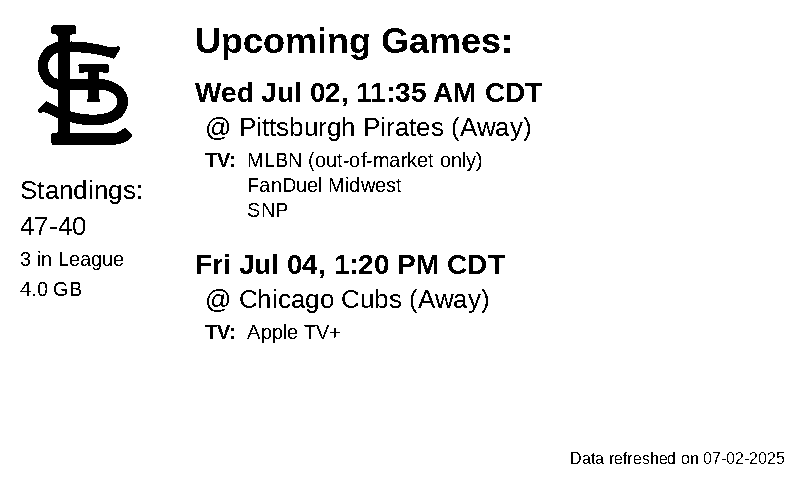 STL
Standings:
47-40
3 in League
4.0 GB
Upcoming Games:
Wed Jul 02, 11:35 AM CDT
@ Pittsburgh Pirates (Away)
TV: MLBN (out-of-market only)
FanDuel Midwest
SNP
Fri Jul 04, 1:20 PM CDT
@ Chicago Cubs (Away)
TV: Apple TV+
Data refreshed on 07-02-2025